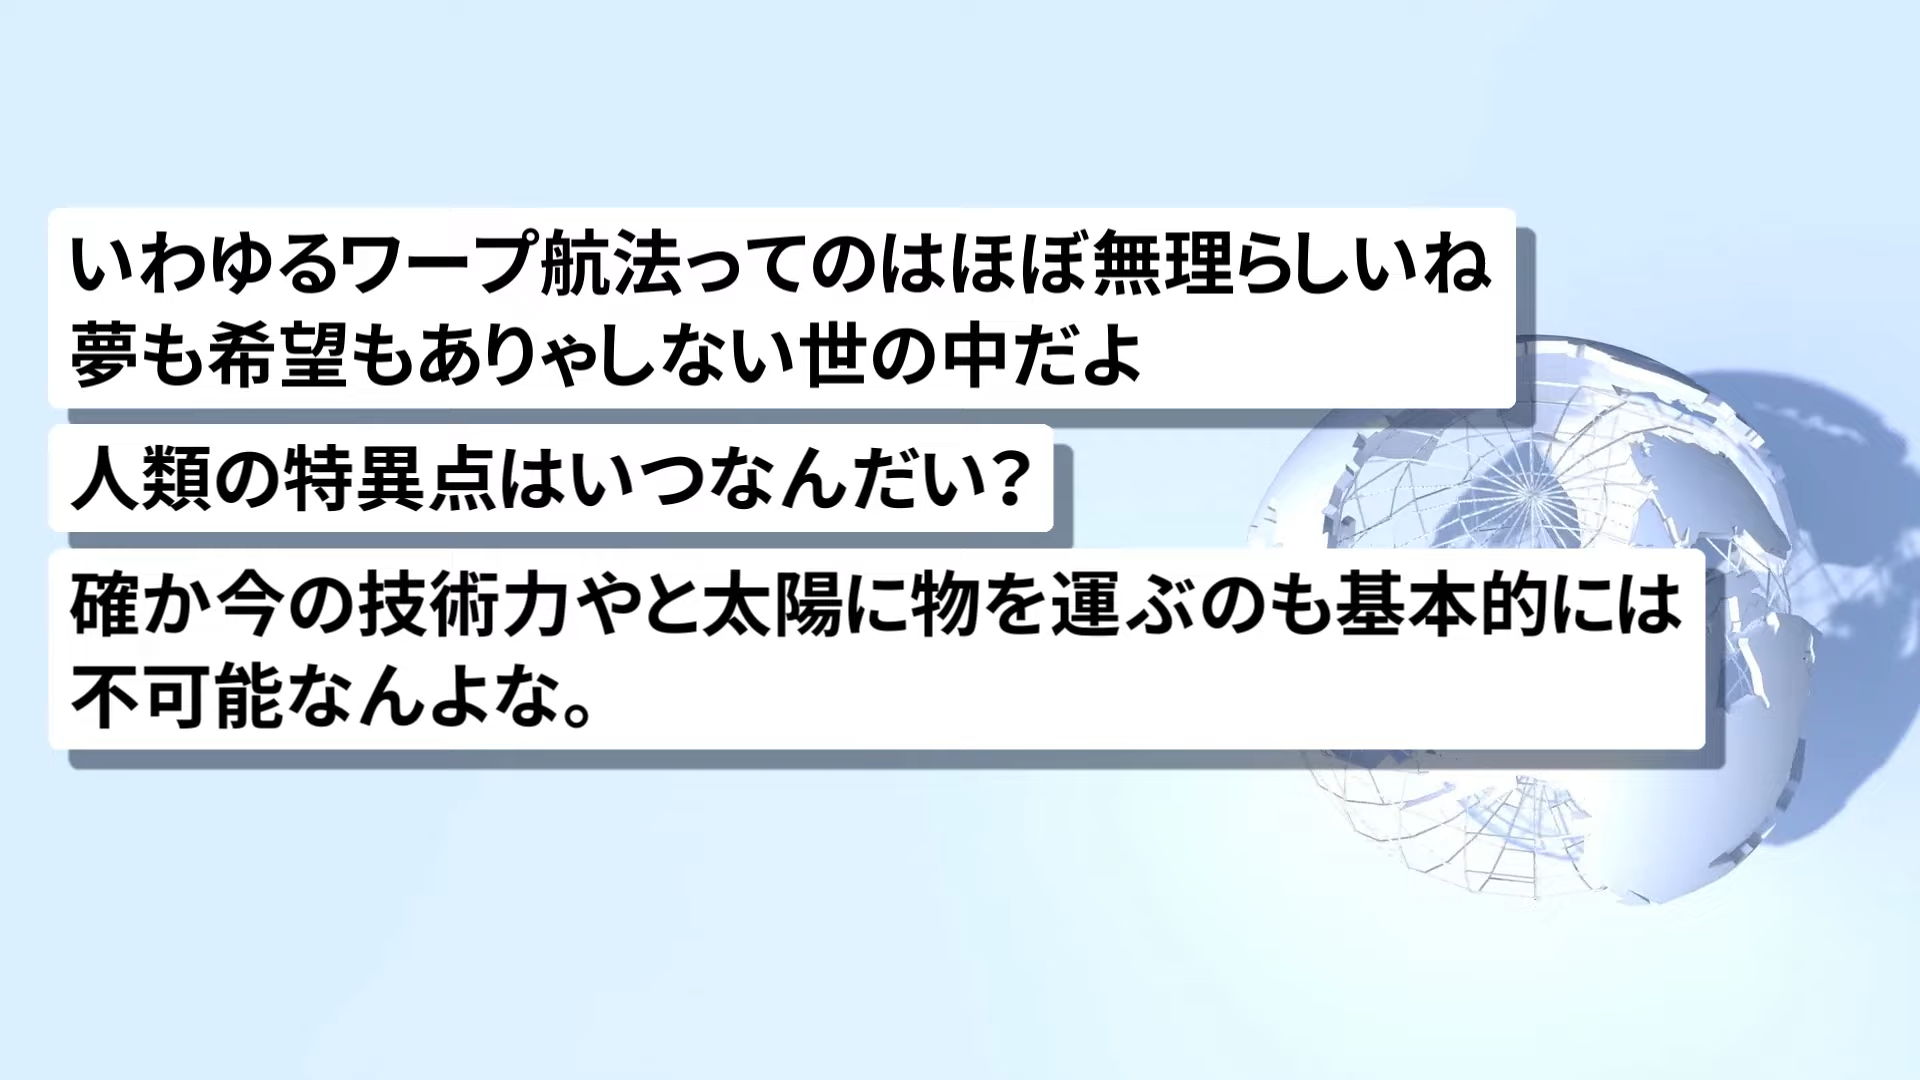 いわゆるワープ航法ってのはほぼ無理らしいね
夢も希望もありゃしない世の中だよ
人類の特異点はいつなんだい？
確か今の技術力やと太陽に物を運ぶのも基本的には
不可能なんよな。